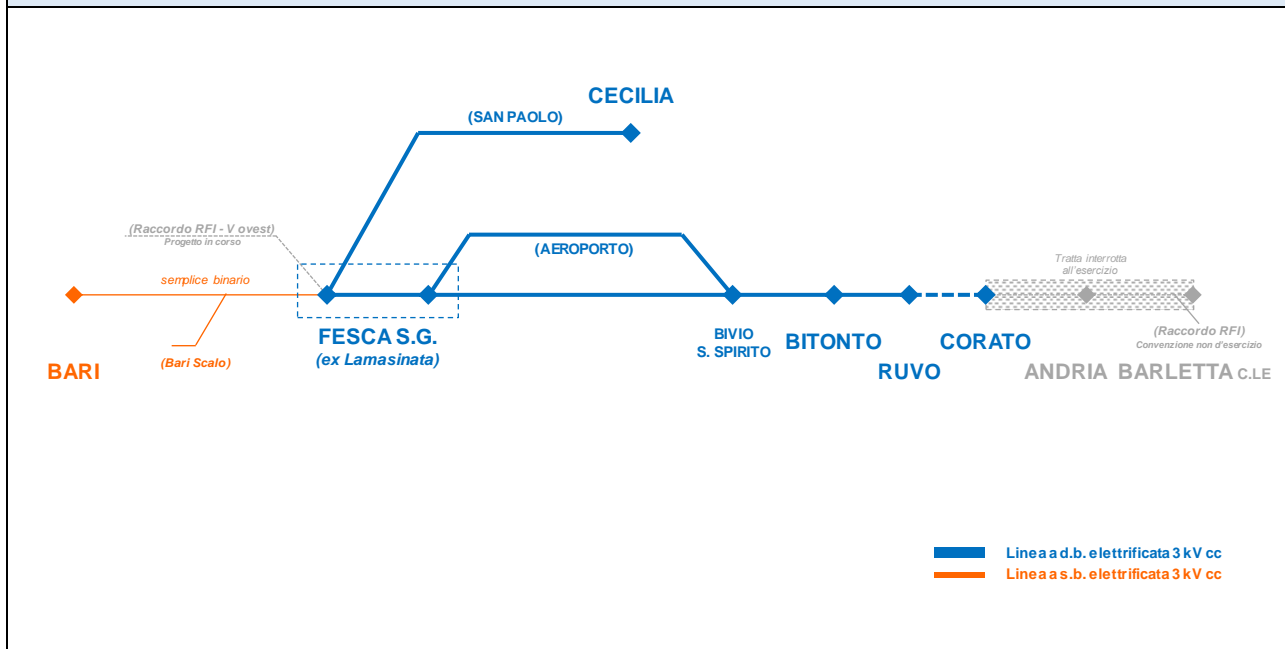 CECILIA
(SAN PAOLO)
(Raccordo RFI - V ovest)
Progetto in corso
(AEROPORTO)
Tratta interrotta
all'esercizio
semplice binario
FESCA S.G.
(ex Lamasinata)
BIVIO
S. SPIRITO
BITONTO
CORATO
(Raccordo RFI)
Convenzione non d'esercizio
(Bari Scalo)
BARI
RUVO
ANDRIA
BARLETTA C.LE
Linea a d.b. elettrificata 3 kV cc
Linea a s.b. elettrificata 3 kV cc